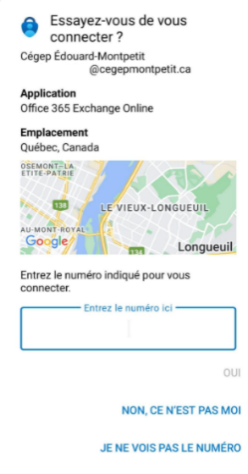 Essayez-vous de vous
connecter ?
Cégep Édouard-Montpetit
@cegepmontpetit.ca
Application
Office 365 Exchange Online
Emplacement
Québec, Canada
OSEMONT–LA
ETITE-PATRIE
138
LE VIEUX-LONGUEUIL
AU-MONT-ROYAL
Google
134
Longueuil
Entrez le numéro indiqué pour vous
connecter.
Entrez le numéro ici
OUI
NON, CE N'EST PAS MOI
JE NE VOIS PAS LE NUMÉRO